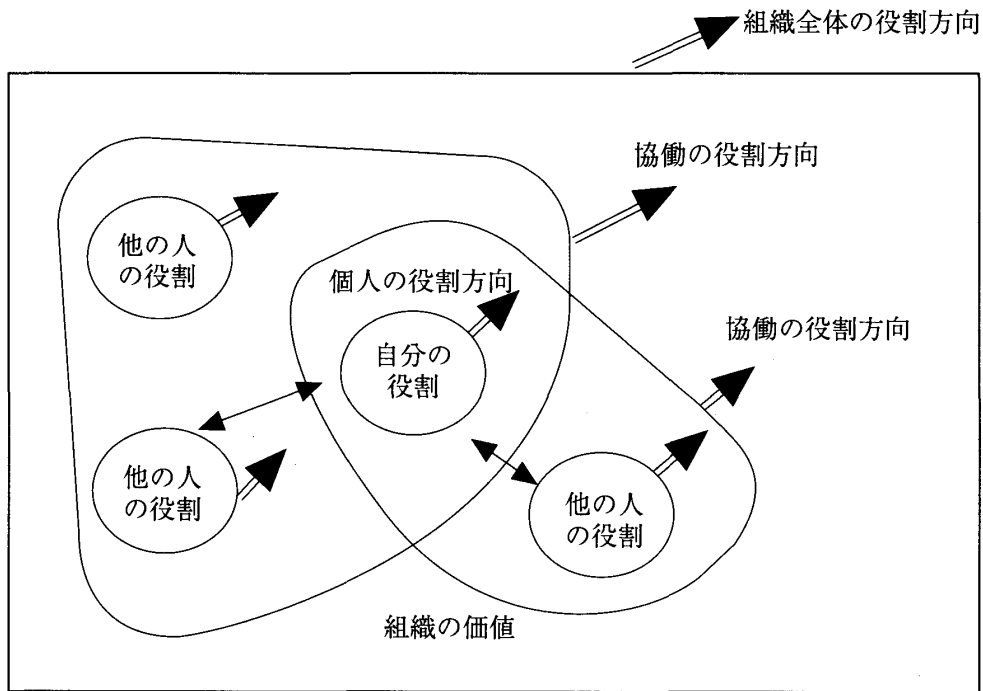 組織全体の役割方向
協働の役割方向
他の人
の役割
個人の役割方向
協働の役割方向
自分の
役割
他の人
の役割
他の人
の役割
組織の価値